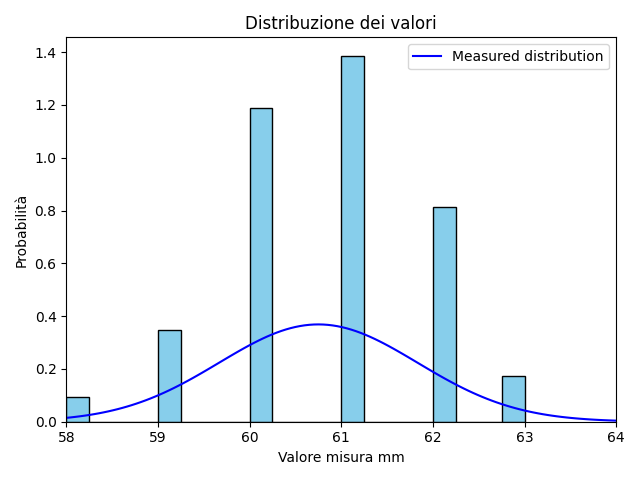 Distribuzione dei valori
Measured distribution
Probabilità
1.4
1.2
1.0
0.8
0.6
0.4
0.2
0.0
58 59 60 61 62 63 64
Valore misura mm